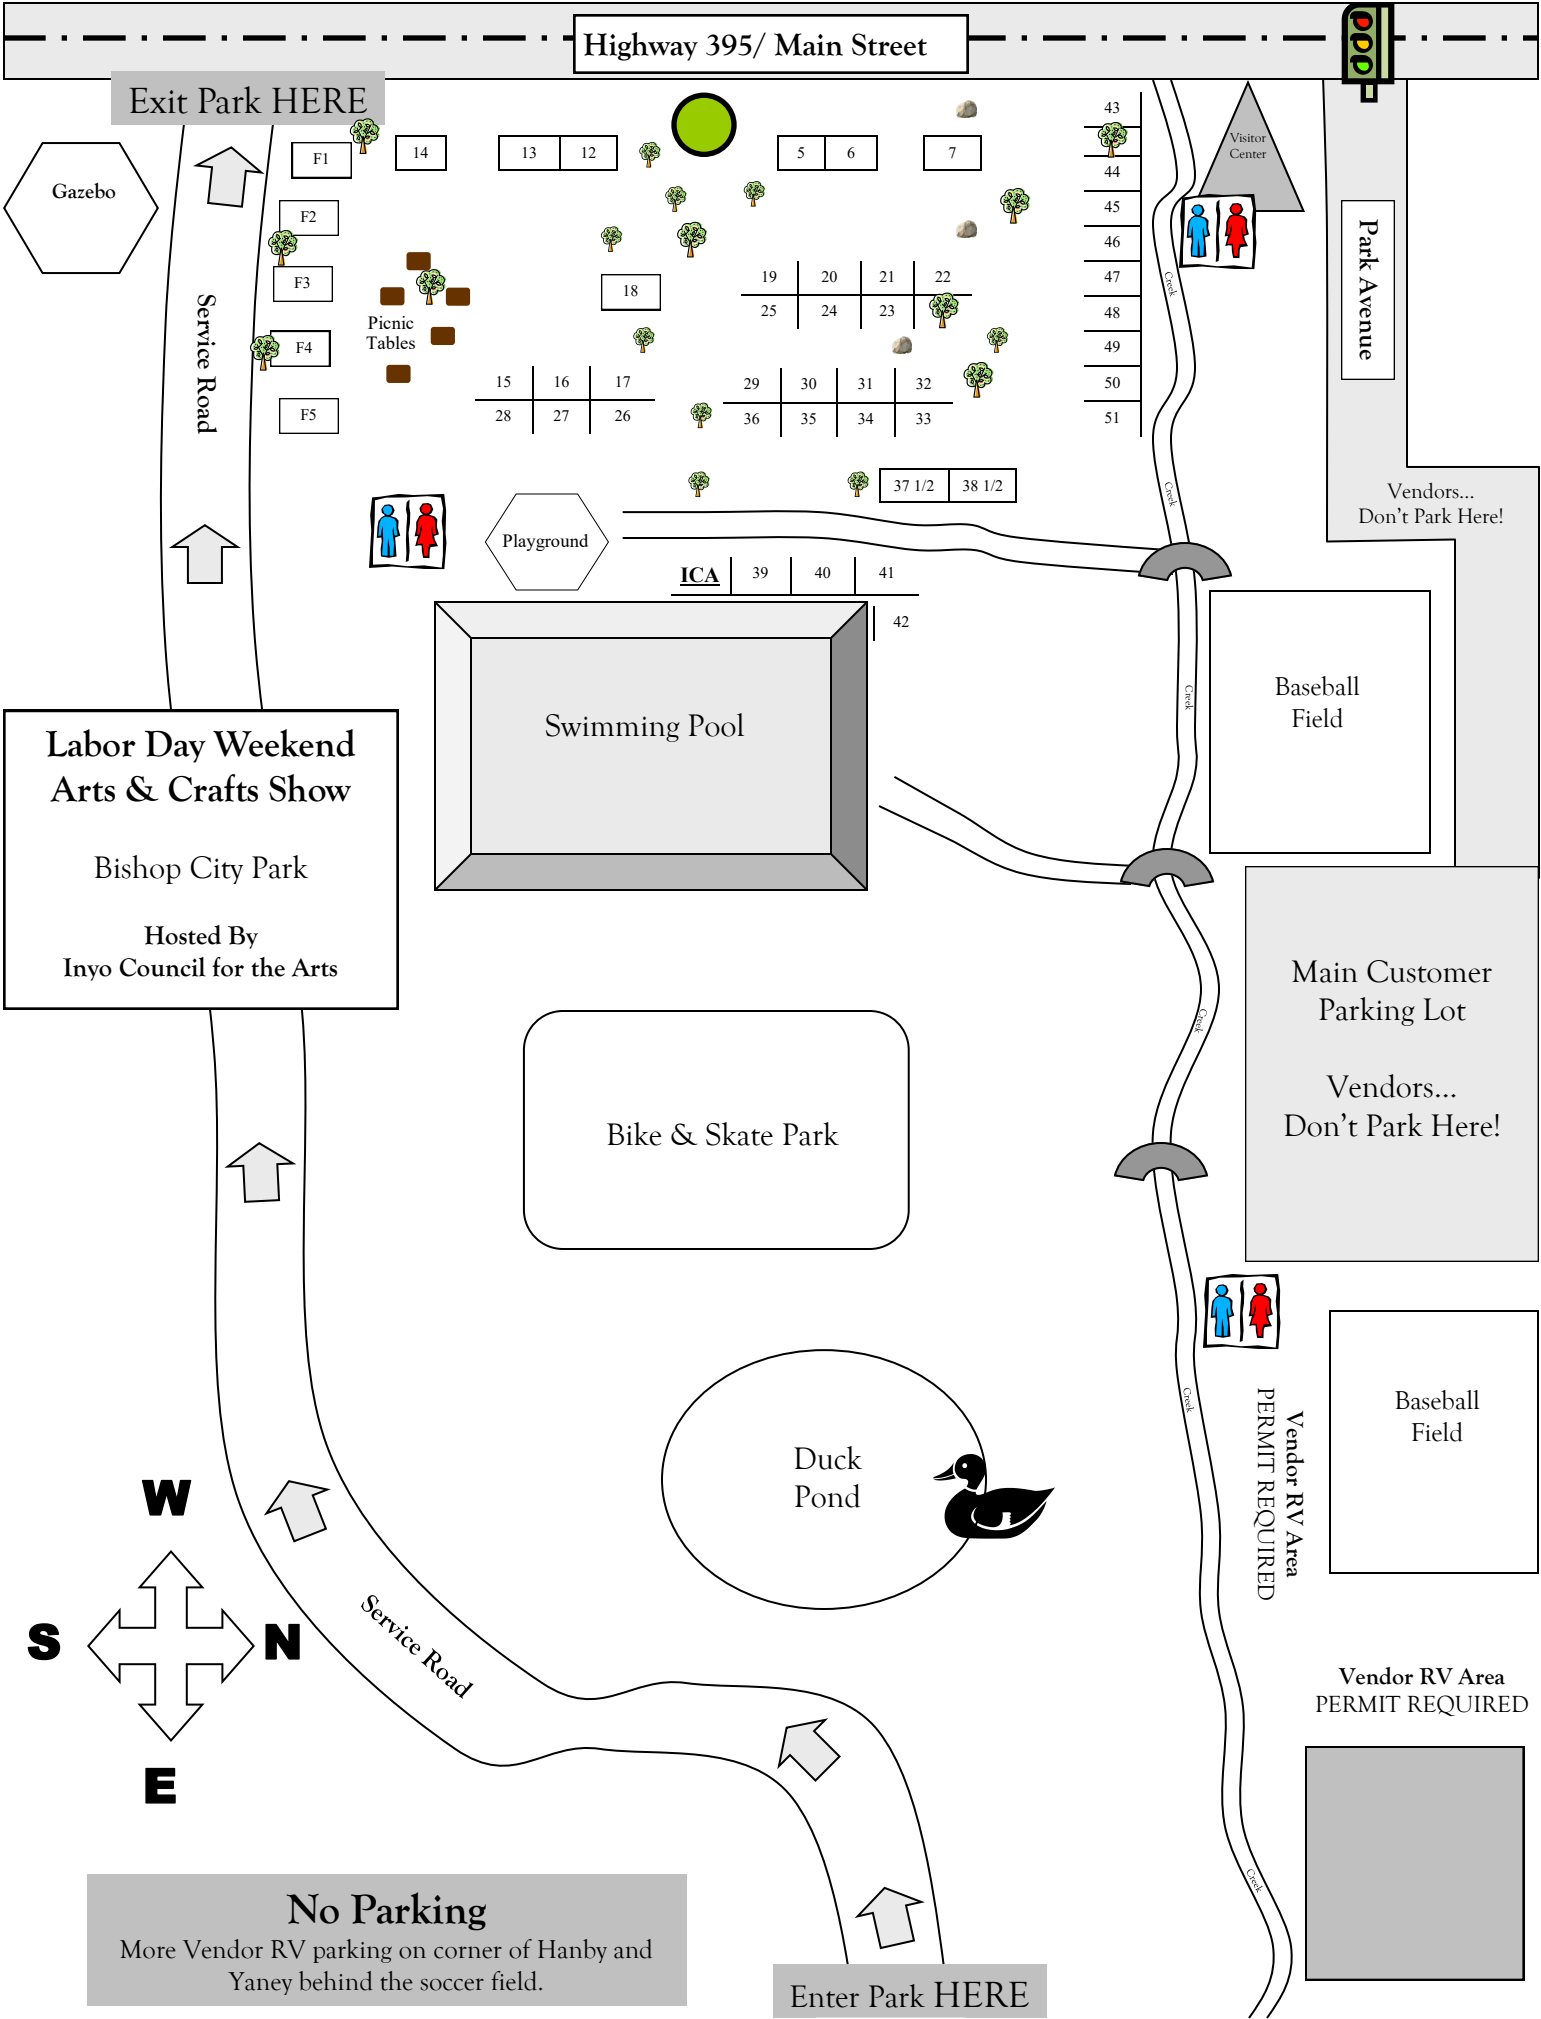 Highway 395/ Main Street
Exit Park HERE
Gazebo
F1
F2
F3
F4
F5
14
13
12
5
6
7
43
44
45
46
47
48
49
50
51
Visitor
Center
Park Avenue
Creek
Service Road
Picnic
Tables
18
19
20
21
22
25
24
23
15
16
17
28
27
26
29
30
31
32
36
35
34
33
37 1/2
38 1/2
Creek
Vendors...
Don't Park Here!
Playground
ICA
39
40
41
42
Swimming Pool
Creek
Baseball
Field
Labor Day Weekend
Arts & Crafts Show
Bishop City Park
Hosted By
Inyo Council for the Arts
Main Customer
Parking Lot
Vendors...
Don't Park Here!
Creek
Bike & Skate Park
Creek
Vendor RV Area
PERMIT REQUIRED
Baseball
Field
Duck
Pond
W
S
N
E
Service Road
Vendor RV Area
PERMIT REQUIRED
Creek
No Parking
More Vendor RV parking on corner of Hanby and
Yaney behind the soccer field.
Enter Park HERE